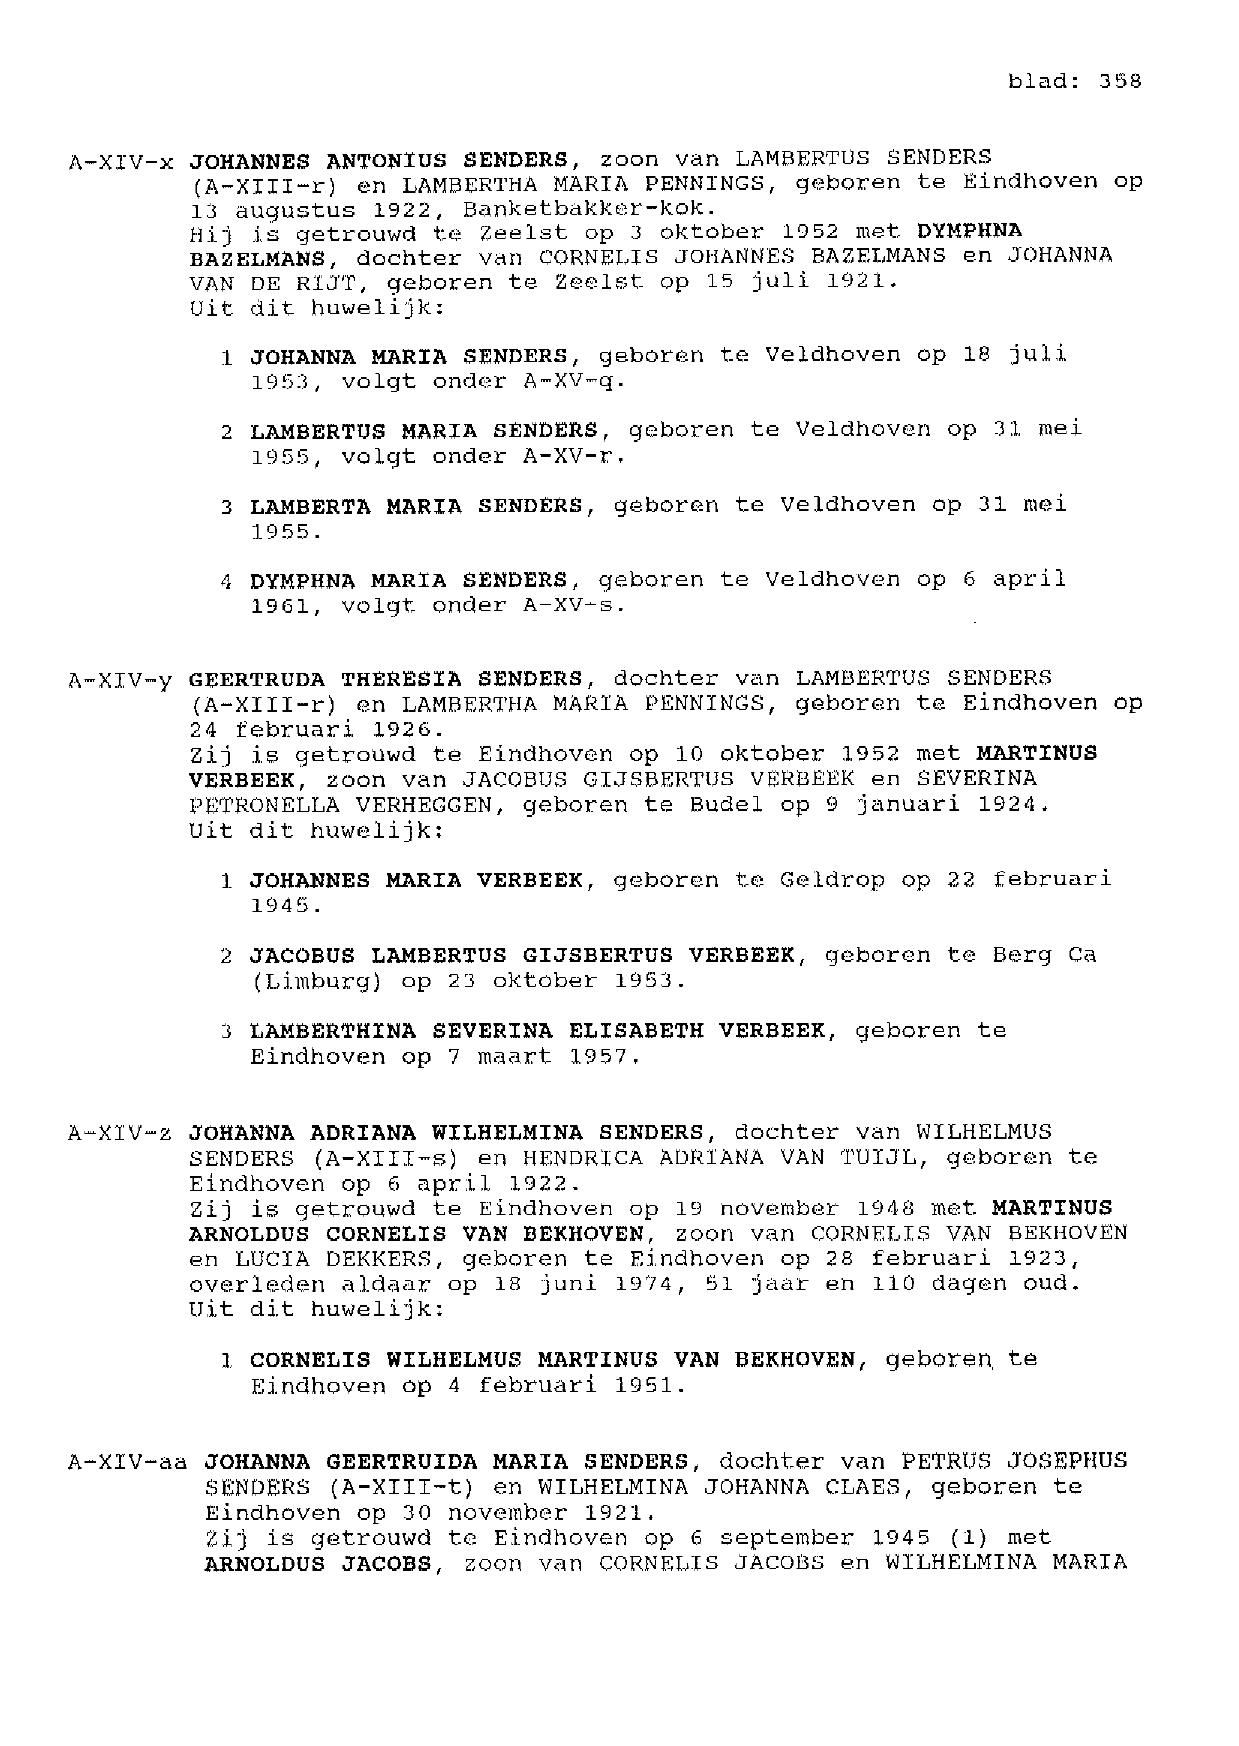 blad: 358
A-XIV-x JOHANNES ANTONIUS SENDERS, zoon van LAMBERTUS SENDERS
(A-XIII-r) en LAMBERTHA MARIA PENNINGS, geboren te Eindhoven op
13 augustus 1922, Banketbakker-kok.
Hij is getrouwd te Zeelst op 3 oktober 1952 met DYMPHNA
BAZELMANS, dochter van CORNELIS JOHANNES BAZELMANS en JOHANNA
VAN DE RIJT, geboren te Zeelst op 15 juli 1921.
Uit dit huwelijk:
1 JOHANNA MARIA SENDERS, geboren te Veldhoven op 18 juli
1953, volgt onder A-XV-q.
2 LAMBERTUS MARIA SENDERS, geboren te Veldhoven op 31 mei
1955, volgt onder A-XV-r.
3 LAMBERTA MARIA SENDERS, geboren te Veldhoven op 31 mei
1955.
4 DYMPHNA MARIA SENDERS, geboren te Veldhoven op 6 april
1961, volgt onder A-XV-s.
A-XIV-y GEERTRUDA THERESIA SENDERS, dochter van LAMBERTUS SENDERS
(A-XIII-r) en LAMBERTHA MARIA PENNINGS, geboren te Eindhoven op
24 februari 1926.
Zij is getrouwd te Eindhoven op 10 oktober 1952 met MARTINUS
VERBEEK, zoon van JACOBUS GIJSBERTUS VERBEEK en SEVERINA
PETRONELLA VERHEGGEN, geboren te Budel op 9 januari 1924.
Uit dit huwelijk:
1 JOHANNES MARIA VERBEEK, geboren te Geldrop op 22 februari
1945.
2 JACOBUS LAMBERTUS GIJSBERTUS VERBEEK, geboren te Berg Ca
(Limburg) op 23 oktober 1953.
3 LAMBERTHINA SEVERINA ELISABETH VERBEEK, geboren te
Eindhoven op 7 maart 1957.
A-XIV-z JOHANNA ADRIANA WILHELMINA SENDERS, dochter van WILHELMUS
SENDERS (A-XIII-s) en HENDRICA ADRIANA VAN TUIJL, geboren te
Eindhoven op 6 april 1922.
Zij is getrouwd te Eindhoven op 19 november 1948 met MARTINUS
ARNOLDUS CORNELIS VAN BEKHOVEN, zoon van CORNELIS VAN BEKHOVEN
en LUCIA DEKKERS, geboren te Eindhoven op 28 februari 1923,
overleden aldaar op 18 juni 1974, 51 jaar en 110 dagen oud.
Uit dit huwelijk:
1 CORNELIS WILHELMUS MARTINUS VAN BEKHOVEN, geboren te
Eindhoven op 4 februari 1951.
A-XIV-aa JOHANNA GEERTRUIDA MARIA SENDERS, dochter van PETRUS JOSEPHUS
SENDERS (A-XIII-t) en WILHELMINA JOHANNA CLAES, geboren te
Eindhoven op 30 november 1921.
Zij is getrouwd te Eindhoven op 6 september 1945 (1) met
ARNOLDUS JACOBS, zoon van CORNELIS JACOBS en WILHELMINA MARIA